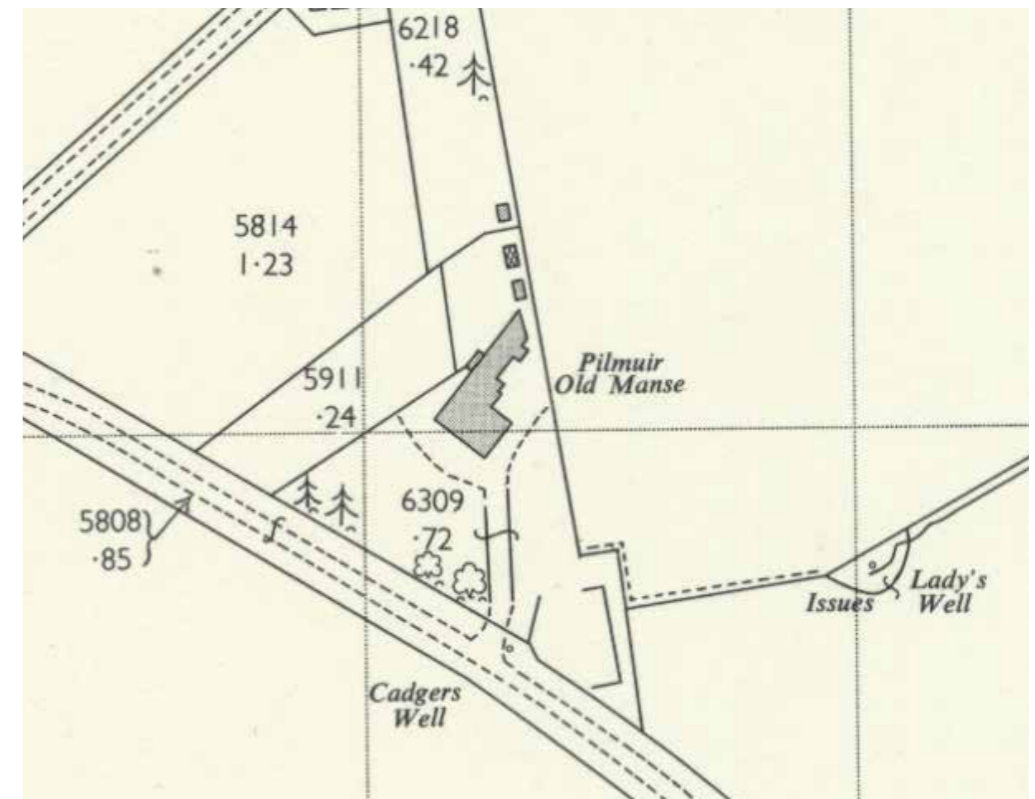 6218
·42
5814
1·23
Pilmuir
Old Manse
5911
·24
6309
·72
5808
·85
Issues
Lady's
Well
Cadgers
Well